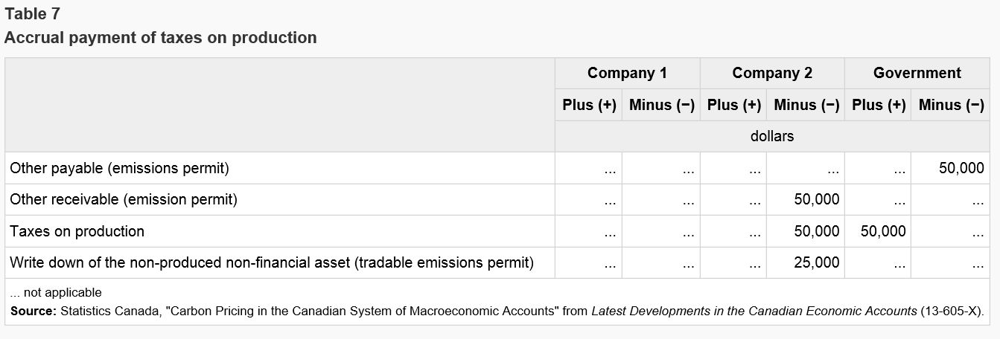 Table 7
Accrual payment of taxes on production
Company 1 Company 2 Government
Plus (+) Minus (−) Plus (+) Minus (−) Plus (+) Minus (−)
dollars
Other payable (emissions permit) ... ... ... ... ... 50,000
Other receivable (emission permit) ... ... ... 50,000 ... ...
Taxes on production ... ... ... 50,000 50,000 ...
Write down of the non-produced non-financial asset (tradable emissions permit) ... ... ... 25,000 ... ...
... not applicable
Source: Statistics Canada, "Carbon Pricing in the Canadian System of Macroeconomic Accounts" from Latest Developments in the Canadian Economic Accounts (13-605-X).